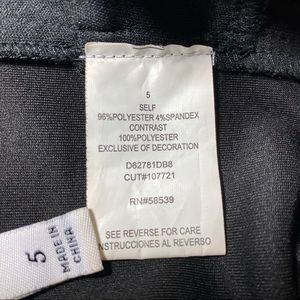 5
SELF
96%POLYESTER 4%SPANDEX
CONTRAST
100%POLYESTER
EXCLUSIVE OF DECORATION
D62781DB8
CUT#107721
RN#58539
SEE REVERSE FOR CARE
INSTRUCCIONES AL REVERSO
5
MADE IN
CHINA